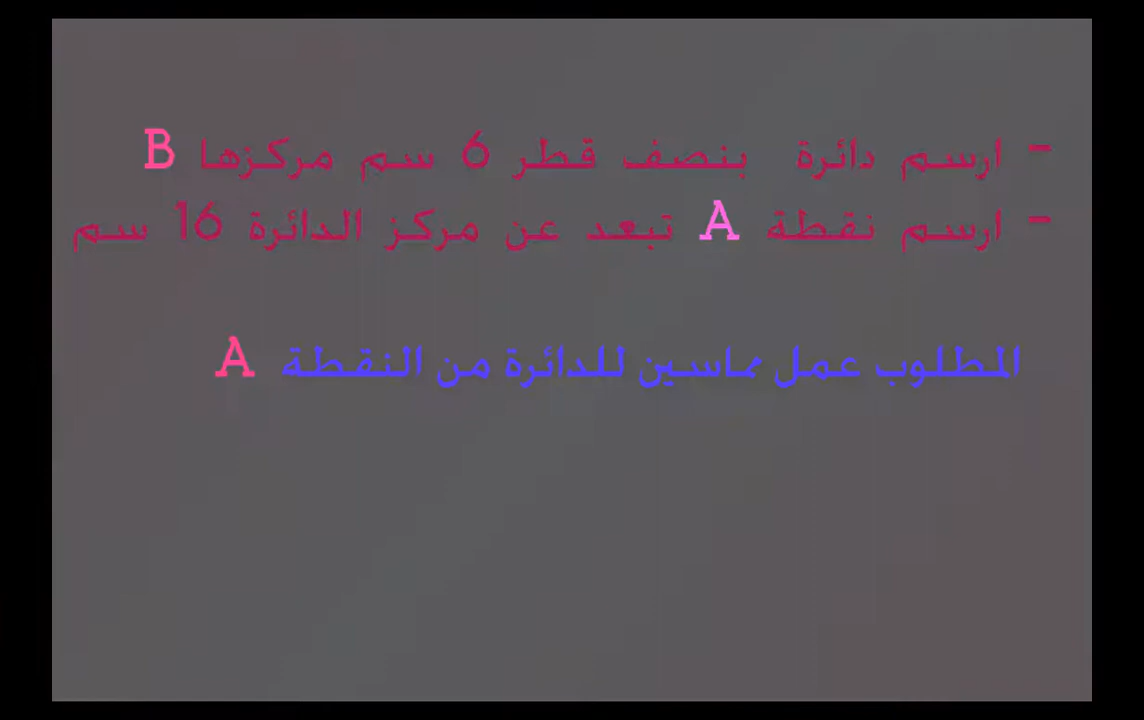 - ارسم دائرة بنصف قطر 6 سم مركزها B
- ارسم نقطة A تبعد عن مركز الدائرة 16 سم
المطلوب عمل مماسين للدائرة من النقطة A